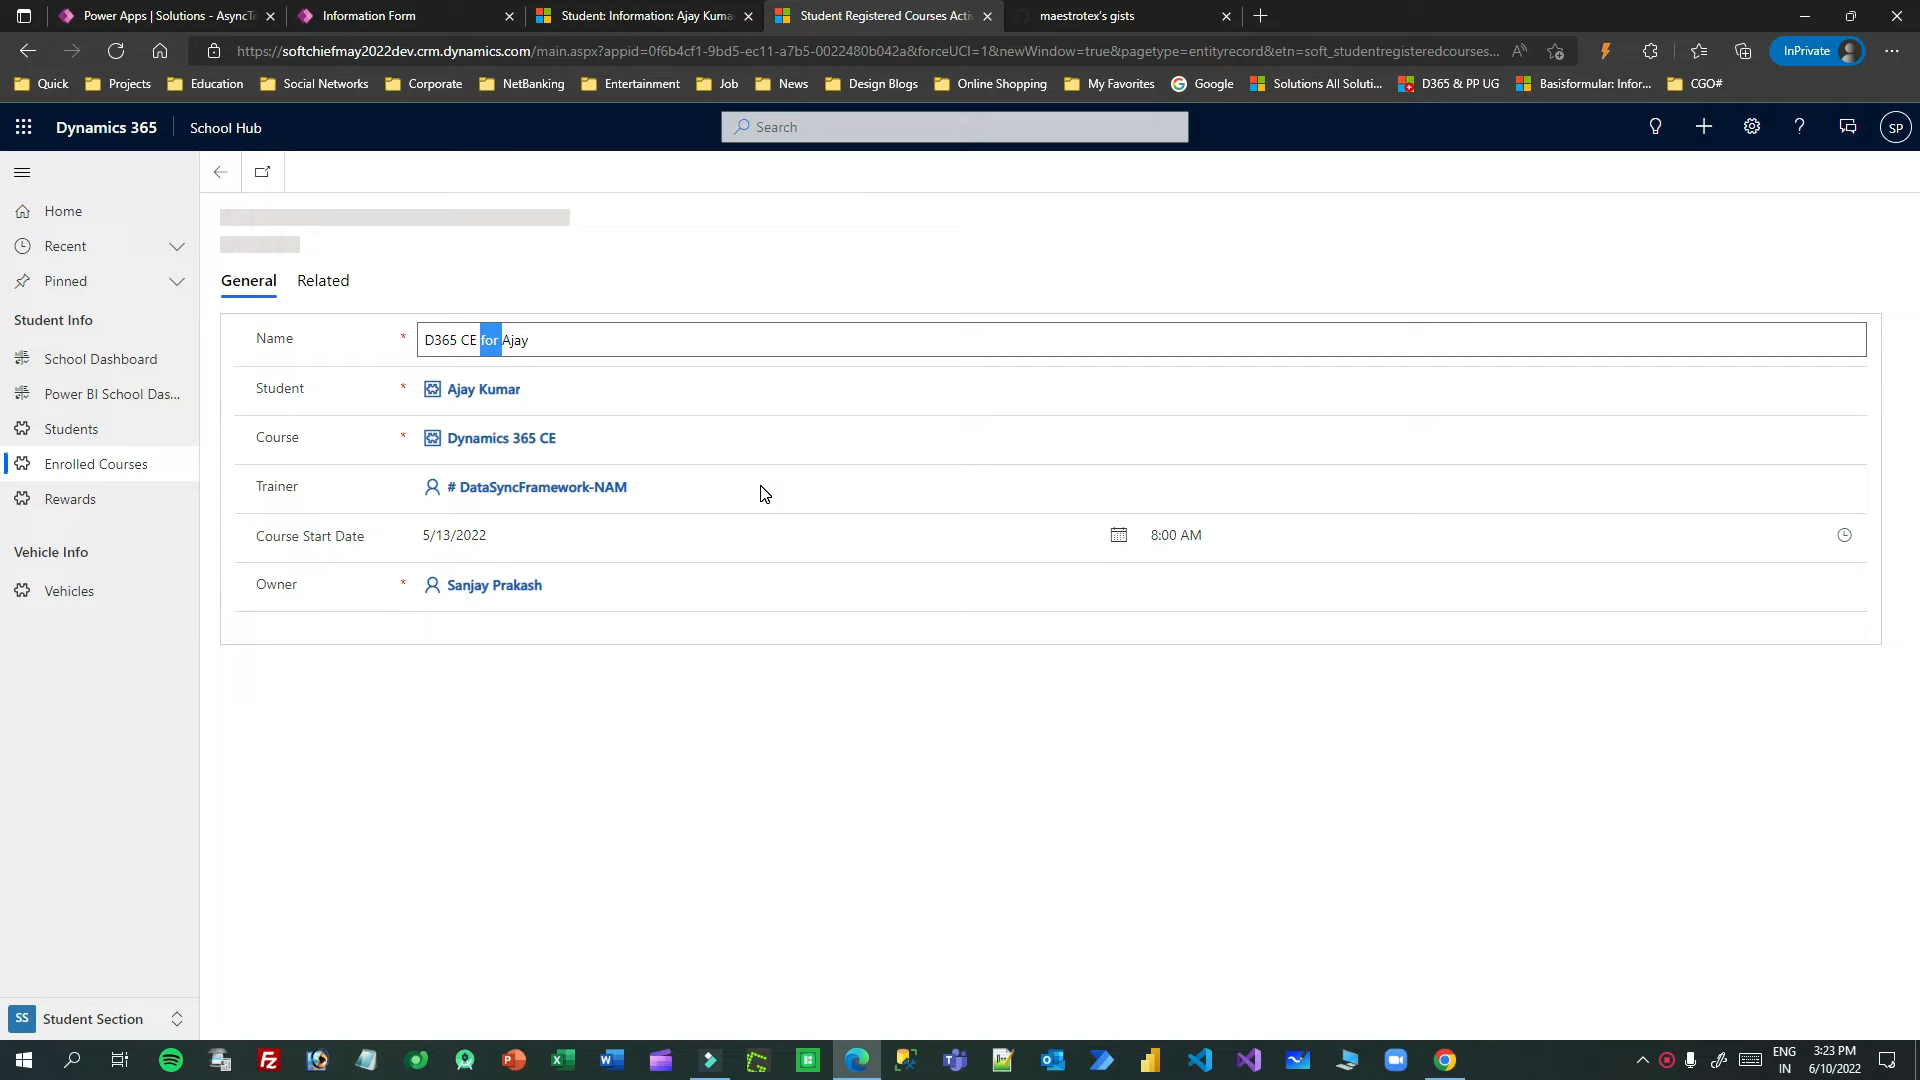 Power Apps | Solutions - AsyncTe
Information Form
Student: Information: Ajay Kuma
Student Registered Courses Acti
maestrotex's gists
https://softchiefmay2022dev.crm.dynamics.com/main.aspx?appid=0f6b4cf1-9bd5-ec11-a7b5-0022480b042a&forceUCI=1&newWindow=true&pagetype=entityrecord&etn=soft_studentregisteredcourses...
InPrivate
Quick
Projects
Education
Social Networks
Corporate
NetBanking
Entertainment
Job
News
Design Blogs
Online Shopping
My Favorites
Google
Solutions All Soluti...
D365 & PP UG
Basisformular: Infor...
CGO#
Dynamics 365
School Hub
Search
SP
Home
Recent
Pinned
Student Info
School Dashboard
Power BI School Das...
Students
Enrolled Courses
Rewards
Vehicle Info
Vehicles
SS Student Section
General Related
Name * D365 CE for Ajay
Student * Ajay Kumar
Course * Dynamics 365 CE
Trainer # DataSyncFramework-NAM
Course Start Date 5/13/2022 8:00 AM
Owner * Sanjay Prakash
ENG
IN
3:23 PM
6/10/2022